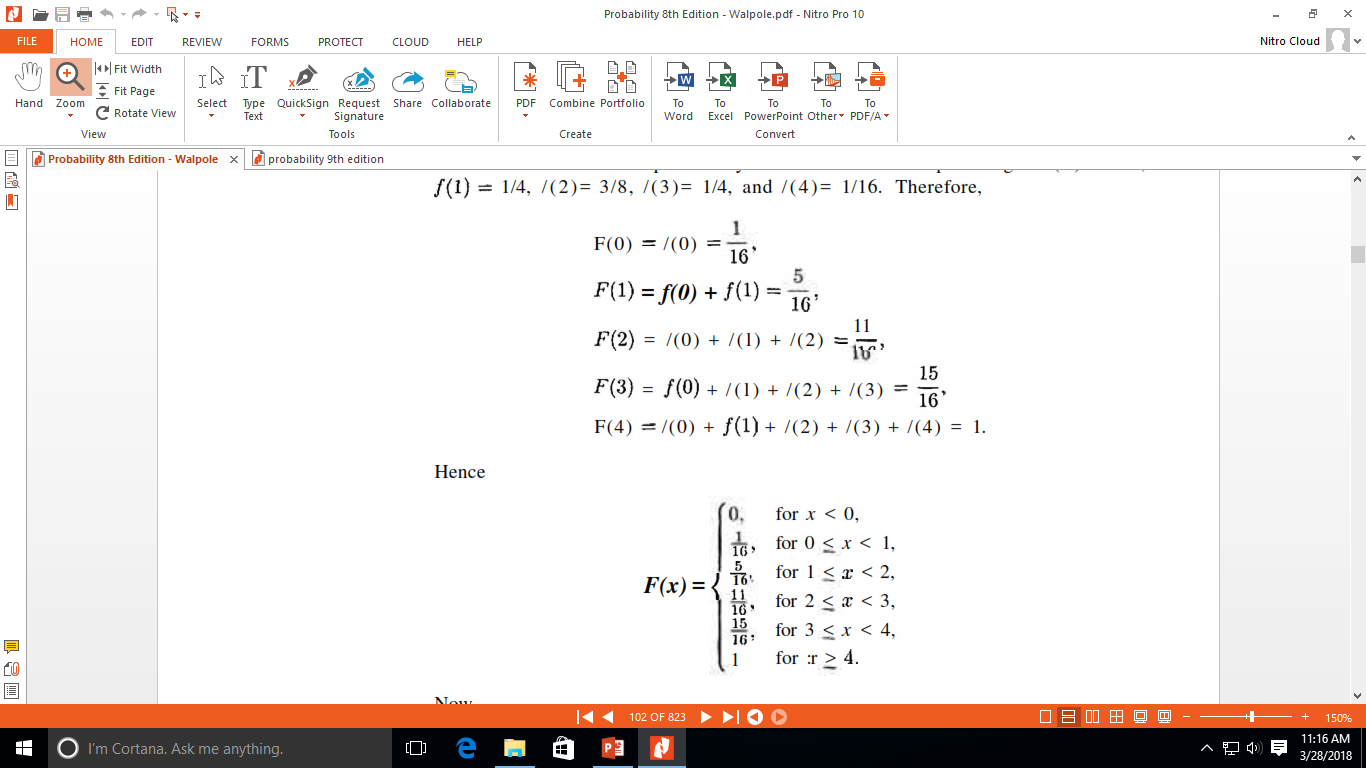 Probability 8th Edition - Walpole.pdf - Nitro Pro 10
FILE HOME EDIT REVIEW FORMS PROTECT CLOUD HELP Nitro Cloud
Hand Zoom Fit Width Fit Page Rotate View
View
Select Type Text QuickSign Request Signature Share Collaborate
Tools
PDF Combine Portfolio
Create
To Word To Excel To PowerPoint To Other To PDF/A
Convert
Probability 8th Edition - Walpole probability 9th edition
f(1) = 1/4, /(2)= 3/8, /(3)= 1/4, and /(4)= 1/16. Therefore,
F(0) = /(0) = 1/16,
F(1) = f(0) + f(1) = 5/16,
F(2) = /(0) + /(1) + /(2) = 11/16,
F(3) = f(0) + /(1) + /(2) + /(3) = 15/16,
F(4) = /(0) + f(1) + /(2) + /(3) + /(4) = 1.
Hence
F(x) = {
0, for x < 0,
1/16, for 0 ≤ x < 1,
5/16, for 1 ≤ x < 2,
11/16, for 2 ≤ x < 3,
15/16, for 3 ≤ x < 4,
1 for :r ≥ 4.
Now
102 OF 823 150%
I'm Cortana. Ask me anything.
11:16 AM
3/28/2018